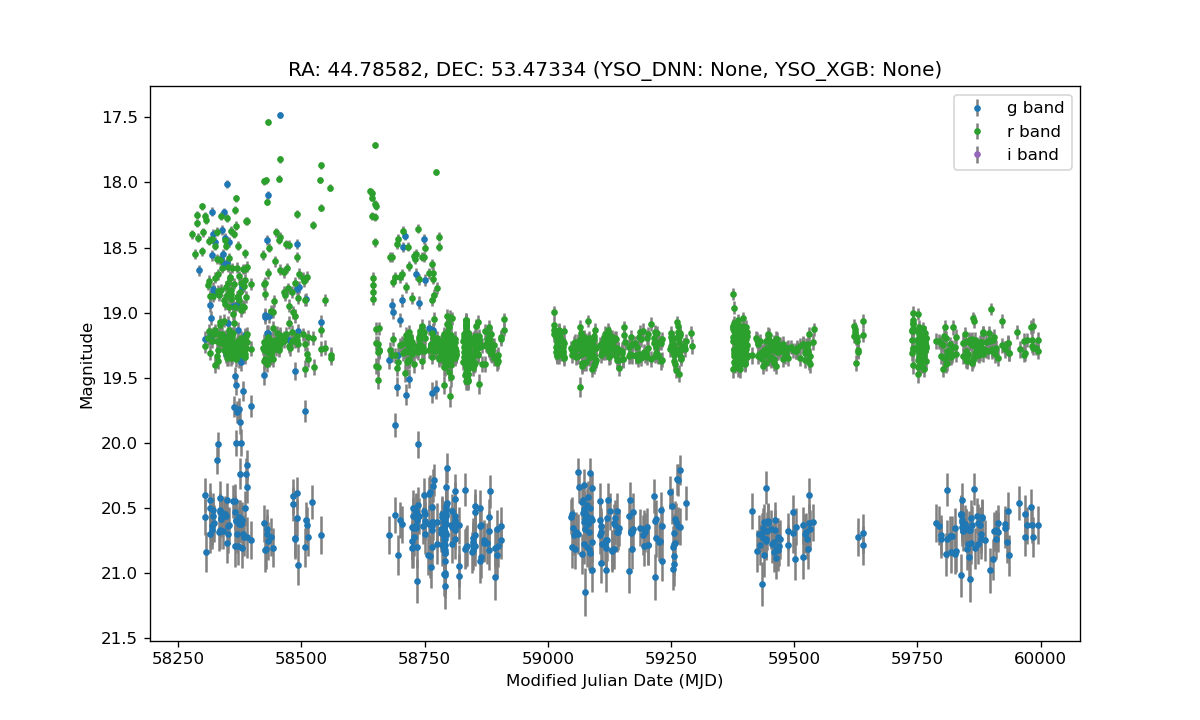 RA: 44.78582, DEC: 53.47334 (YSO_DNN: None, YSO_XGB: None)
g band
r band
i band
17.5
18.0
18.5
19.0
19.5
20.0
20.5
21.0
21.5
Magnitude
58250 58500 58750 59000 59250 59500 59750 60000
Modified Julian Date (MJD)